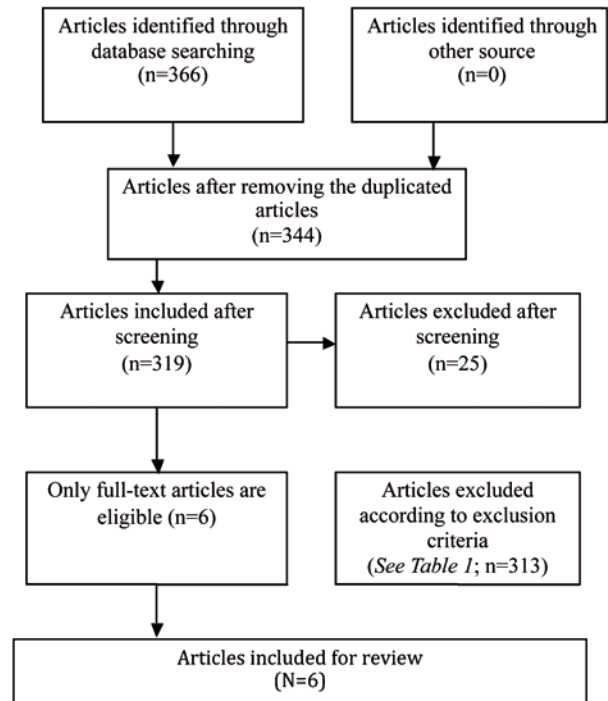 Articles identified through
database searching
(n=366)
Articles identified through
other source
(n=0)
Articles after removing the duplicated
articles
(n=344)
Articles included after
screening
(n=319)
Articles excluded after
screening
(n=25)
Only full-text articles are
eligible (n=6)
Articles excluded
according to exclusion
criteria
(See Table 1; n=313)
Articles included for review
(N=6)